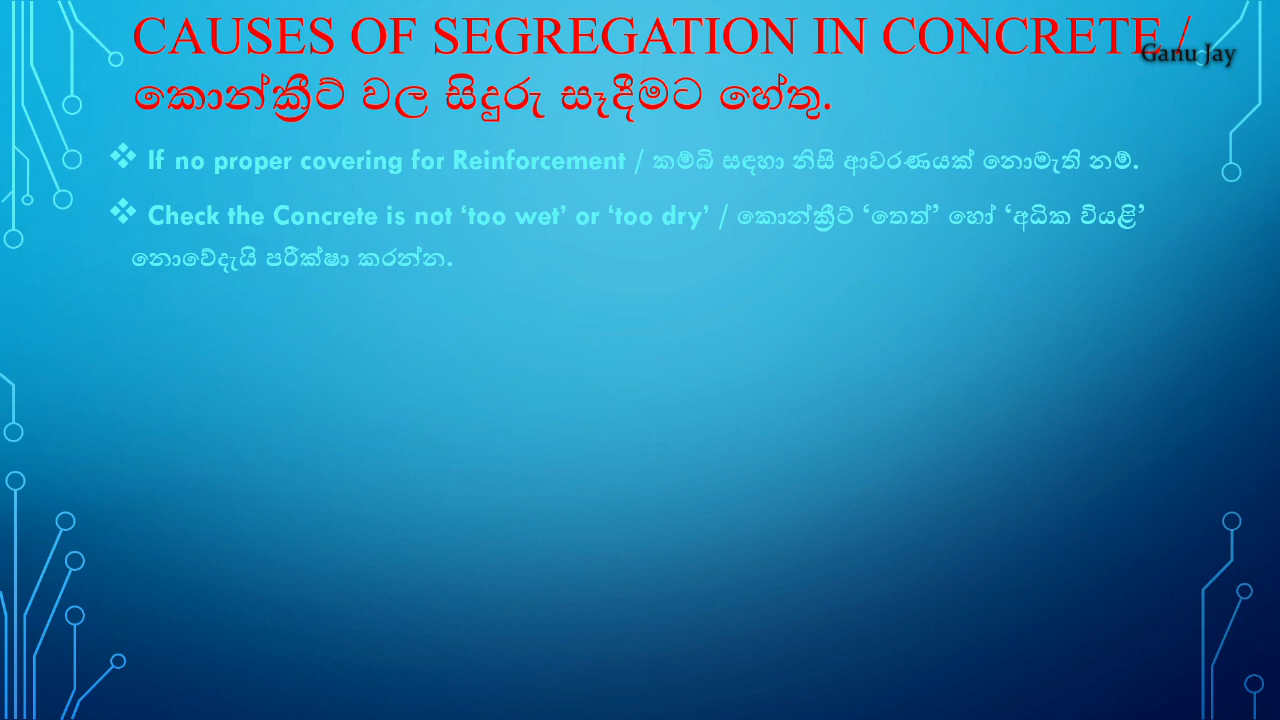 CAUSES OF SEGREGATION IN CONCRETE /
Ganu Jay
කොන්ක්‍රීට් වල සිදුරු සෑදීමට හේතු.
❖ If no proper covering for Reinforcement / කම්බි සඳහා නිසි ආවරණයක් නොමැති නම්.
❖ Check the Concrete is not ‘too wet’ or ‘too dry’ / කොන්ක්‍රීට් ‘තෙත්’ හෝ ‘අධික වියළි’
නොවේදැයි පරීක්ෂා කරන්න.